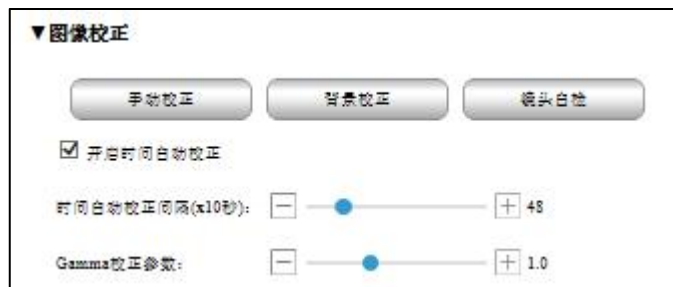 ▼图像校正
手动校正 背景校正 镜头自检
开启时间自动校正
时间自动校正间隔(x10秒): 48
Gamma校正参数: 1.0